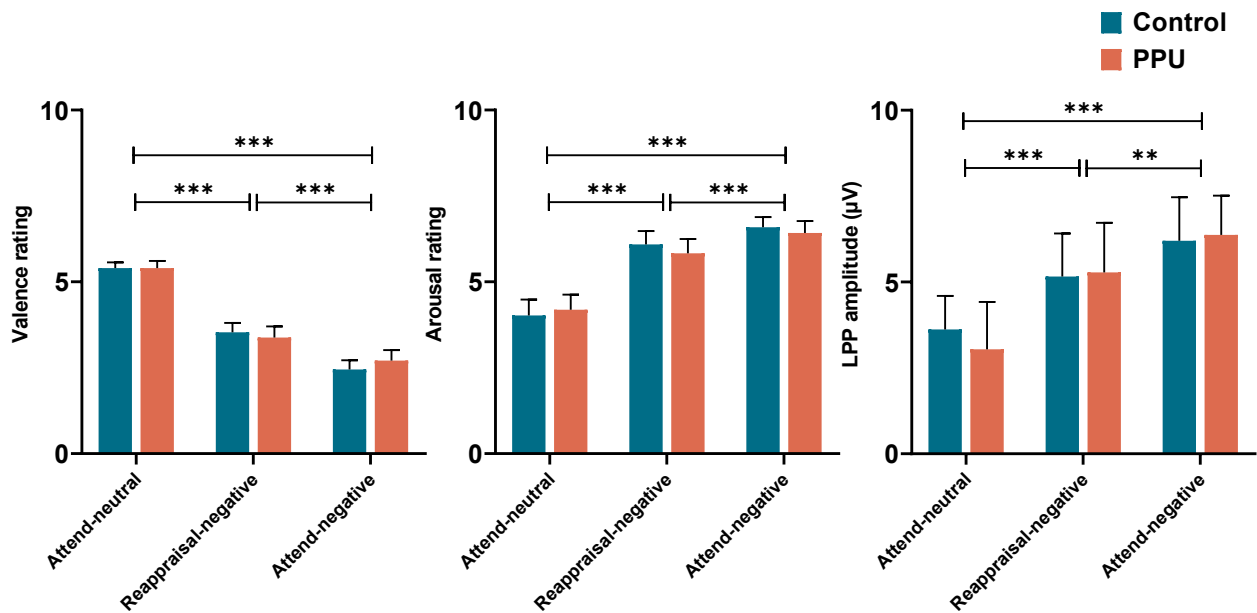 Control
PPU
10
5
0
Valence rating
***
***
***
Attend-neutral
Reappraisal-negative
Attend-negative
10
5
0
Arousal rating
***
***
***
Attend-neutral
Reappraisal-negative
Attend-negative
10
5
0
LPP amplitude (µV)
***
***
**
Attend-neutral
Reappraisal-negative
Attend-negative